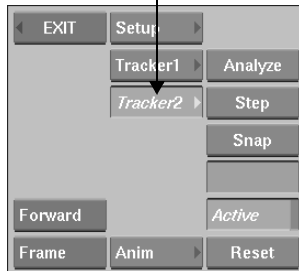 EXIT Setup
Tracker1 Analyze
Tracker2 Step
Snap
Forward Active
Frame Anim Reset